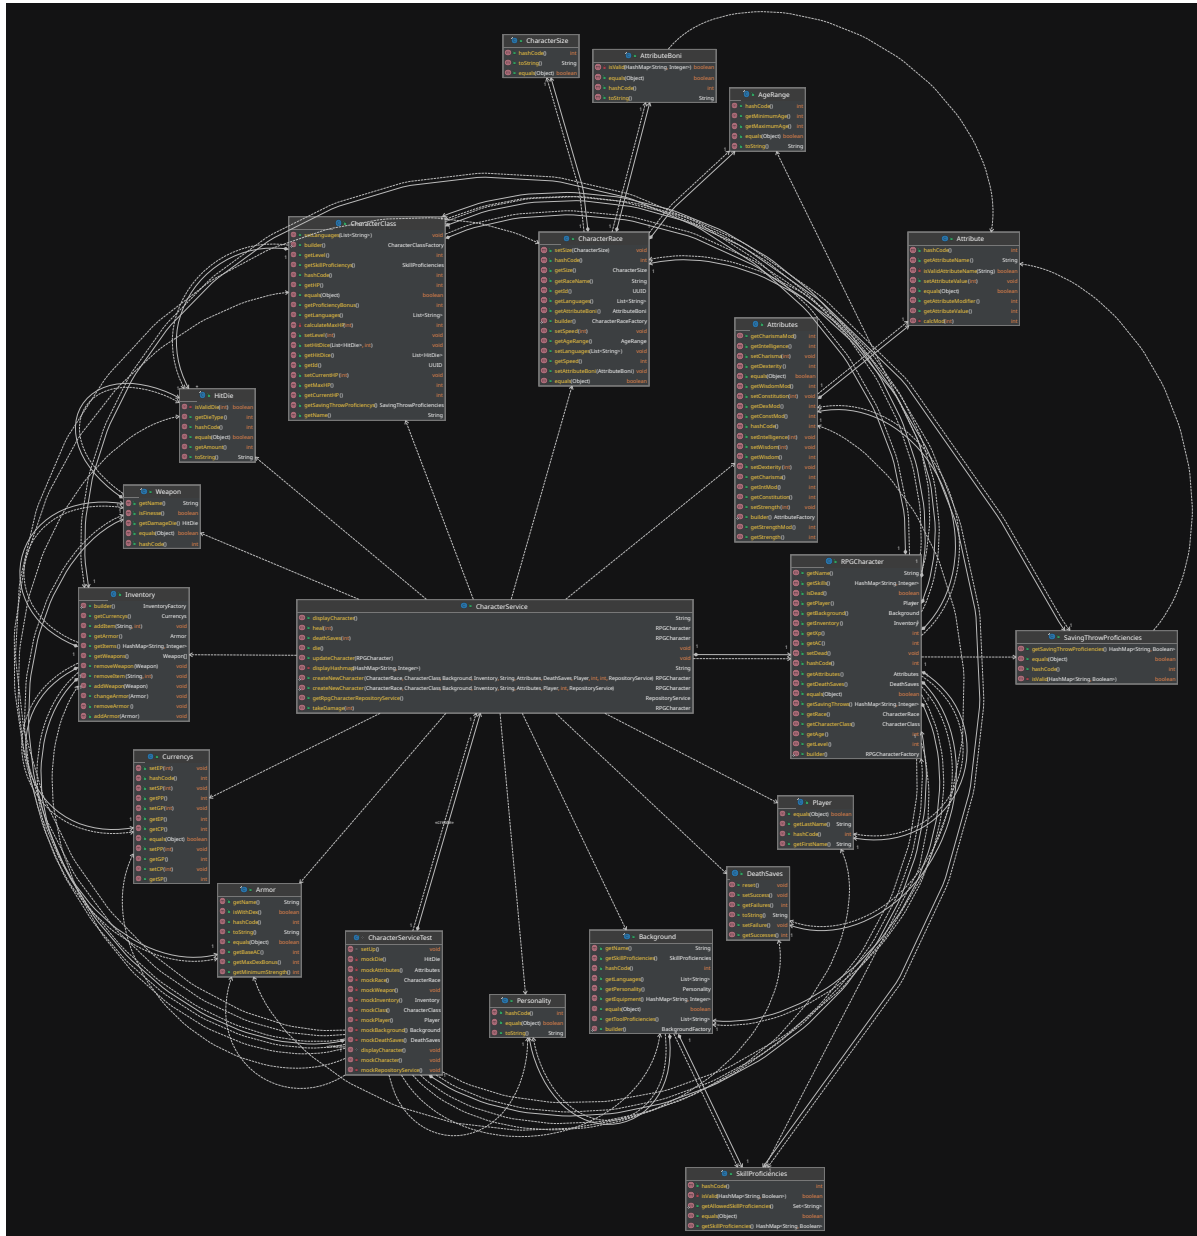 CharacterSize
hashCode() int
toString() String
equals(Object) boolean
AttributeBoni
isValid(HashMap<String, Integer>) boolean
equals(Object) boolean
hashCode() int
toString() String
AgeRange
hashCode() int
getMinimumAge() int
getMaximumAge() int
equals(Object) boolean
toString() String
CharacterClass
setLanguages(List<String>) void
builder() CharacterClassFactory
getLevel() int
getSkillProficiencys() SkillProficiencies
hashCode() int
getHP() int
equals(Object) boolean
getProficiencyBonus() int
getLanguages() List<String>
calculateMaxHP(int) int
setLevel(int) void
setHitDice(List<HitDie>, int) void
getHitDice() List<HitDie>
getId() UUID
setCurrentHP(int) void
getMaxHP() int
getCurrentHP() int
getSavingThrowProficiencys() SavingThrowProficiencies
getName() String
CharacterRace
setSize(CharacterSize) void
hashCode() int
getSize() CharacterSize
getRaceName() String
getId() UUID
getLanguages() List<String>
getAttributeBoni() AttributeBoni
builder() CharacterRaceFactory
setSpeed(int) void
getAgeRange() AgeRange
setLanguages(List<String>) void
getSpeed() int
setAttributeBoni(AttributeBoni) void
equals(Object) boolean
Attribute
hashCode() int
getAttributeName() String
isValidAttributeName(String) boolean
setAttributeValue(int) void
equals(Object) boolean
getAttributeModifier() int
getAttributeValue() int
calcMod(int) int
Attributes
getCharismaMod() int
getIntelligence() int
setCharisma(int) void
getDexterity() int
equals(Object) boolean
getWisdomMod() int
setConstitution(int) void
getDexMod() int
getConstMod() int
hashCode() int
setIntelligence(int) void
setWisdom(int) void
getWisdom() int
setDexterity(int) void
getCharisma() int
getIntMod() int
getConstitution() int
setStrength(int) void
builder() AttributeFactory
getStrengthMod() int
getStrength() int
HitDie
isValidDie(int) boolean
getDieType() int
hashCode() int
equals(Object) boolean
getAmount() int
toString() String
Weapon
getName() String
isFinesse() boolean
getDamageDie() HitDie
equals(Object) boolean
hashCode() int
RPGCharacter
getName() String
getSkills() HashMap<String, Integer>
isDead() boolean
getPlayer() Player
getBackground() Background
getInventory() Inventory
getXp() int
getAC() int
setDead() void
hashCode() int
getAttributes() Attributes
getDeathSaves() DeathSaves
equals(Object) boolean
getSavingThrows() HashMap<String, Integer>
getRace() CharacterRace
getCharacterClass() CharacterClass
getAge() int
getLevel() int
builder() RPGCharacterFactory
Inventory
builder() InventoryFactory
getCurrencys() Currencys
addItem(String, int) void
getArmor() Armor
getItems() HashMap<String, Integer>
getWeapons() Weapon[]
removeWeapon(Weapon) void
removeItem(String, int) void
addWeapon(Weapon) void
changeArmor(Armor) void
removeArmor() void
addArmor(Armor) void
CharacterService
displayCharacter() String
heal(int) RPGCharacter
deathSaves(int) RPGCharacter
die() void
updateCharacter(RPGCharacter) void
displayHashmap(HashMap<String, Integer>) String
createNewCharacter(CharacterRace, CharacterClass, Background, Inventory, String, Attributes, DeathSaves, Player, int, int, RepositoryService) RPGCharacter
createNewCharacter(CharacterRace, CharacterClass, Background, Inventory, String, Attributes, Player, int, RepositoryService) RPGCharacter
getRpgCharacterRepositoryService() RepositoryService
takeDamage(int) RPGCharacter
SavingThrowProficiencies
getSavingThrowProficiencies() HashMap<String, Boolean>
equals(Object) boolean
hashCode() int
isValid(HashMap<String, Boolean>) boolean
Currencys
setEP(int) void
hashCode() int
setSP(int) void
getPP() int
setGP(int) void
getEP() int
getCP() int
equals(Object) boolean
setPP(int) void
getGP() int
setCP(int) void
getSP() int
Player
equals(Object) boolean
getLastName() String
hashCode() int
getFirstName() String
«create»
DeathSaves
reset() void
setSuccess() void
getFailures() int
toString() String
setFailure() void
getSuccesses() int
Armor
getName() String
isWithDex() boolean
hashCode() int
toString() String
equals(Object) boolean
getBaseAC() int
getMaxDexBonus() int
getMinimumStrength() int
CharacterServiceTest
setUp() void
mockDie() HitDie
mockAttributes() Attributes
mockRace() CharacterRace
mockWeapon() void
mockInventory() Inventory
mockClass() CharacterClass
mockPlayer() Player
mockBackground() Background
mockDeathSaves() DeathSaves
displayCharacter() void
mockCharacter() void
mockRepositoryService() void
Background
getName() String
getSkillProficiencies() SkillProficiencies
hashCode() int
getLanguages() List<String>
getPersonality() Personality
getEquipment() HashMap<String, Integer>
equals(Object) boolean
getToolProficiencies() List<String>
builder() BackgroundFactory
Personality
hashCode() int
equals(Object) boolean
toString() String
SkillProficiencies
hashCode() int
isValid(HashMap<String, Boolean>) boolean
getAllowedSkillProficiencies() Set<String>
equals(Object) boolean
getSkillProficiencies() HashMap<String, Boolean>